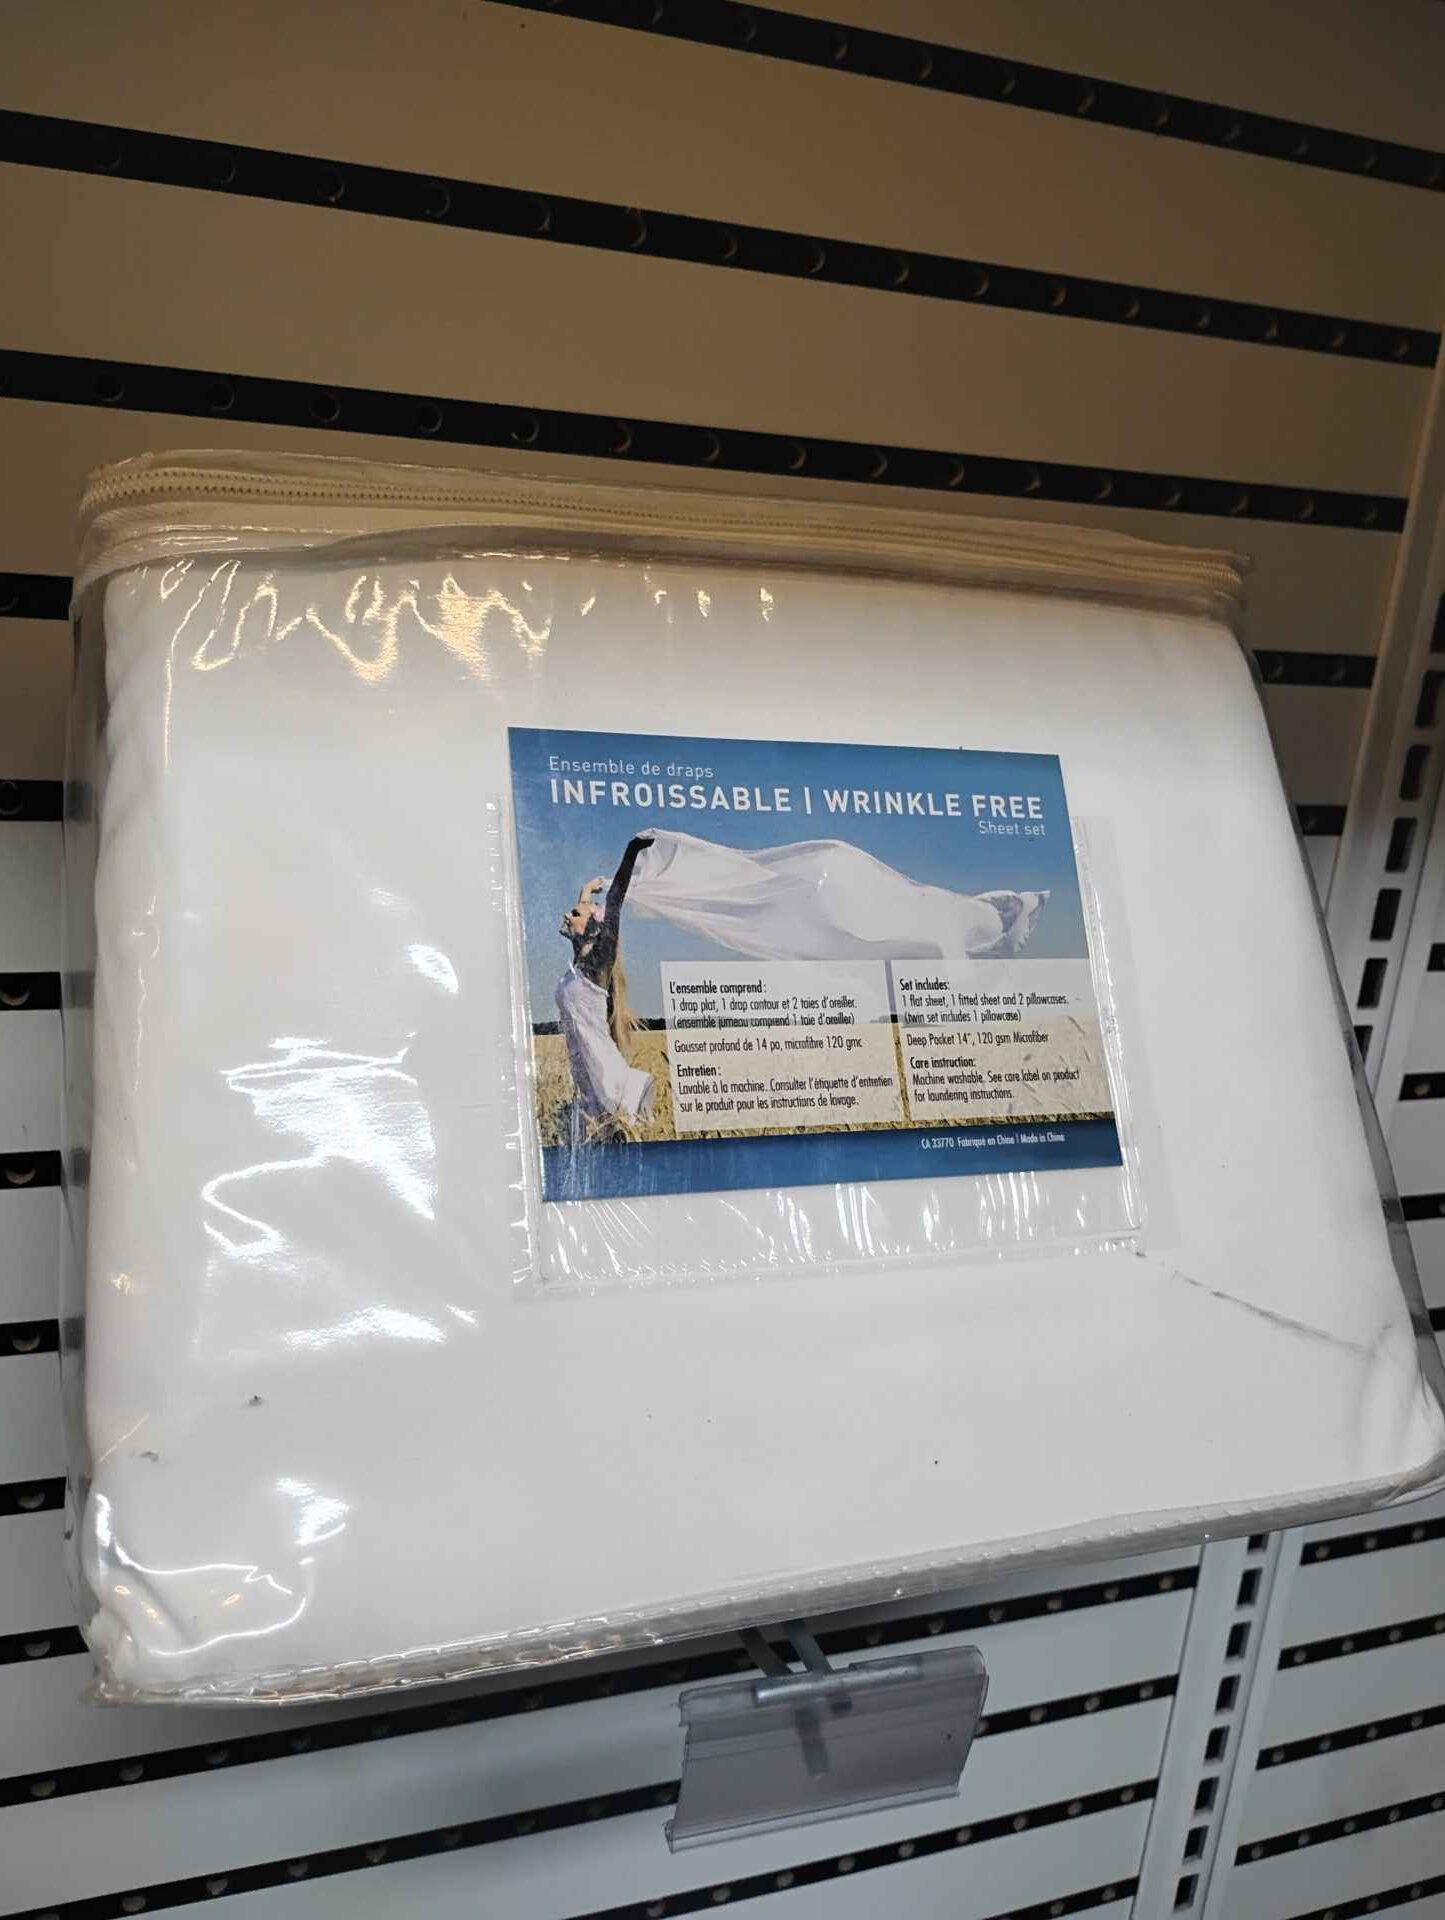 Ensemble de draps
INFROISSABLE | WRINKLE FREE
Sheet set
L'ensemble comprend :
1 drap plat, 1 drap contour et 2 taies d'oreiller.
(ensemble jumeau comprend 1 taie d'oreiller)
Gousset profond de 14 po, microfibre 120 gmc
Entretien :
Lavable à la machine. Consulter l'étiquette d'entretien
sur le produit pour les instructions de lavage.
Set includes:
1 flat sheet, 1 fitted sheet and 2 pillowcases.
(twin set includes 1 pillowcase)
Deep Pocket 14", 120 gsm Microfiber
Care instruction:
Machine washable. See care label on product
for laundering instructions.
CA 33770 Fabriqué en Chine | Made in China